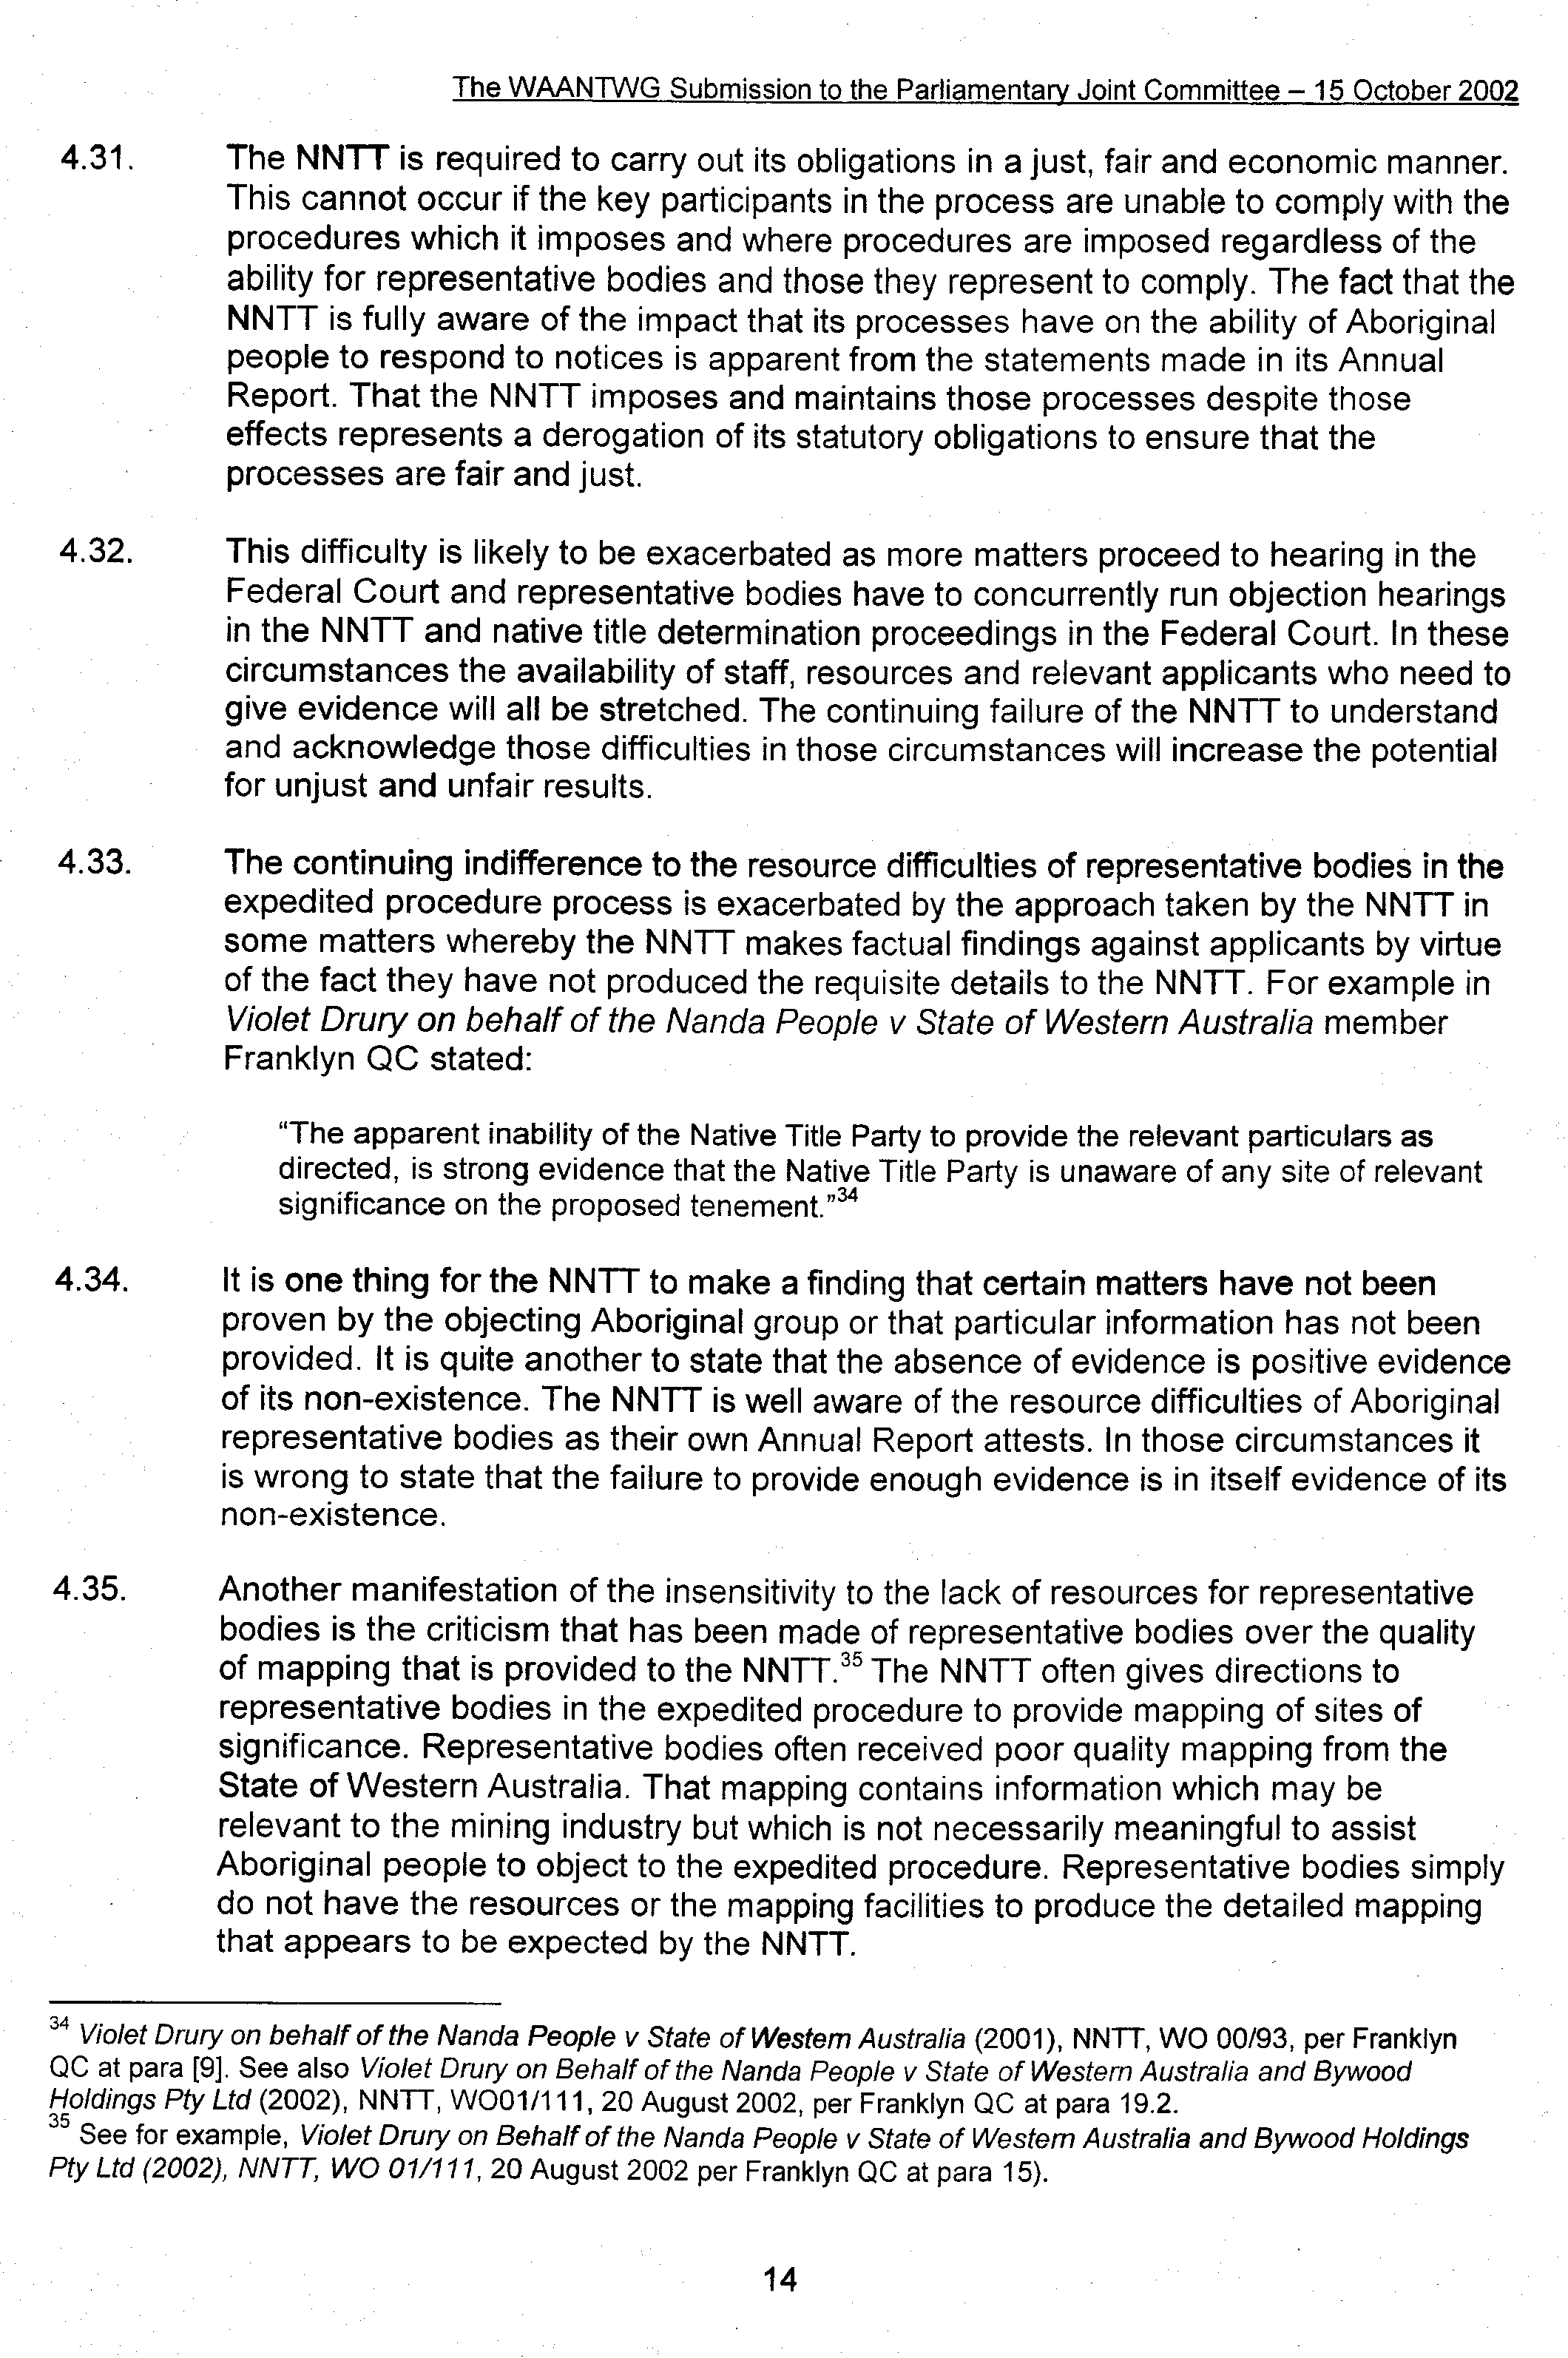 The WAANTWG Submission to the Parliamentary Joint Committee – 15 October 2002
4.31. The NNTT is required to carry out its obligations in a just, fair and economic manner.
This cannot occur if the key participants in the process are unable to comply with the
procedures which it imposes and where procedures are imposed regardless of the
ability for representative bodies and those they represent to comply. The fact that the
NNTT is fully aware of the impact that its processes have on the ability of Aboriginal
people to respond to notices is apparent from the statements made in its Annual
Report. That the NNTT imposes and maintains those processes despite those
effects represents a derogation of its statutory obligations to ensure that the
processes are fair and just.
4.32. This difficulty is likely to be exacerbated as more matters proceed to hearing in the
Federal Court and representative bodies have to concurrently run objection hearings
in the NNTT and native title determination proceedings in the Federal Court. In these
circumstances the availability of staff, resources and relevant applicants who need to
give evidence will all be stretched. The continuing failure of the NNTT to understand
and acknowledge those difficulties in those circumstances will increase the potential
for unjust and unfair results.
4.33. The continuing indifference to the resource difficulties of representative bodies in the
expedited procedure process is exacerbated by the approach taken by the NNTT in
some matters whereby the NNTT makes factual findings against applicants by virtue
of the fact they have not produced the requisite details to the NNTT. For example in
Violet Drury on behalf of the Nanda People v State of Western Australia member
Franklyn QC stated:
“The apparent inability of the Native Title Party to provide the relevant particulars as
directed, is strong evidence that the Native Title Party is unaware of any site of relevant
significance on the proposed tenement.”34
4.34. It is one thing for the NNTT to make a finding that certain matters have not been
proven by the objecting Aboriginal group or that particular information has not been
provided. It is quite another to state that the absence of evidence is positive evidence
of its non-existence. The NNTT is well aware of the resource difficulties of Aboriginal
representative bodies as their own Annual Report attests. In those circumstances it
is wrong to state that the failure to provide enough evidence is in itself evidence of its
non-existence.
4.35. Another manifestation of the insensitivity to the lack of resources for representative
bodies is the criticism that has been made of representative bodies over the quality
of mapping that is provided to the NNTT.35 The NNTT often gives directions to
representative bodies in the expedited procedure to provide mapping of sites of
significance. Representative bodies often received poor quality mapping from the
State of Western Australia. That mapping contains information which may be
relevant to the mining industry but which is not necessarily meaningful to assist
Aboriginal people to object to the expedited procedure. Representative bodies simply
do not have the resources or the mapping facilities to produce the detailed mapping
that appears to be expected by the NNTT.
34 Violet Drury on behalf of the Nanda People v State of Western Australia (2001), NNTT, WO 00/93, per Franklyn
QC at para [9]. See also Violet Drury on Behalf of the Nanda People v State of Western Australia and Bywood
Holdings Pty Ltd (2002), NNTT, WO01/111, 20 August 2002, per Franklyn QC at para 19.2.
35 See for example, Violet Drury on Behalf of the Nanda People v State of Western Australia and Bywood Holdings
Pty Ltd (2002), NNTT, WO 01/111, 20 August 2002 per Franklyn QC at para 15).
14